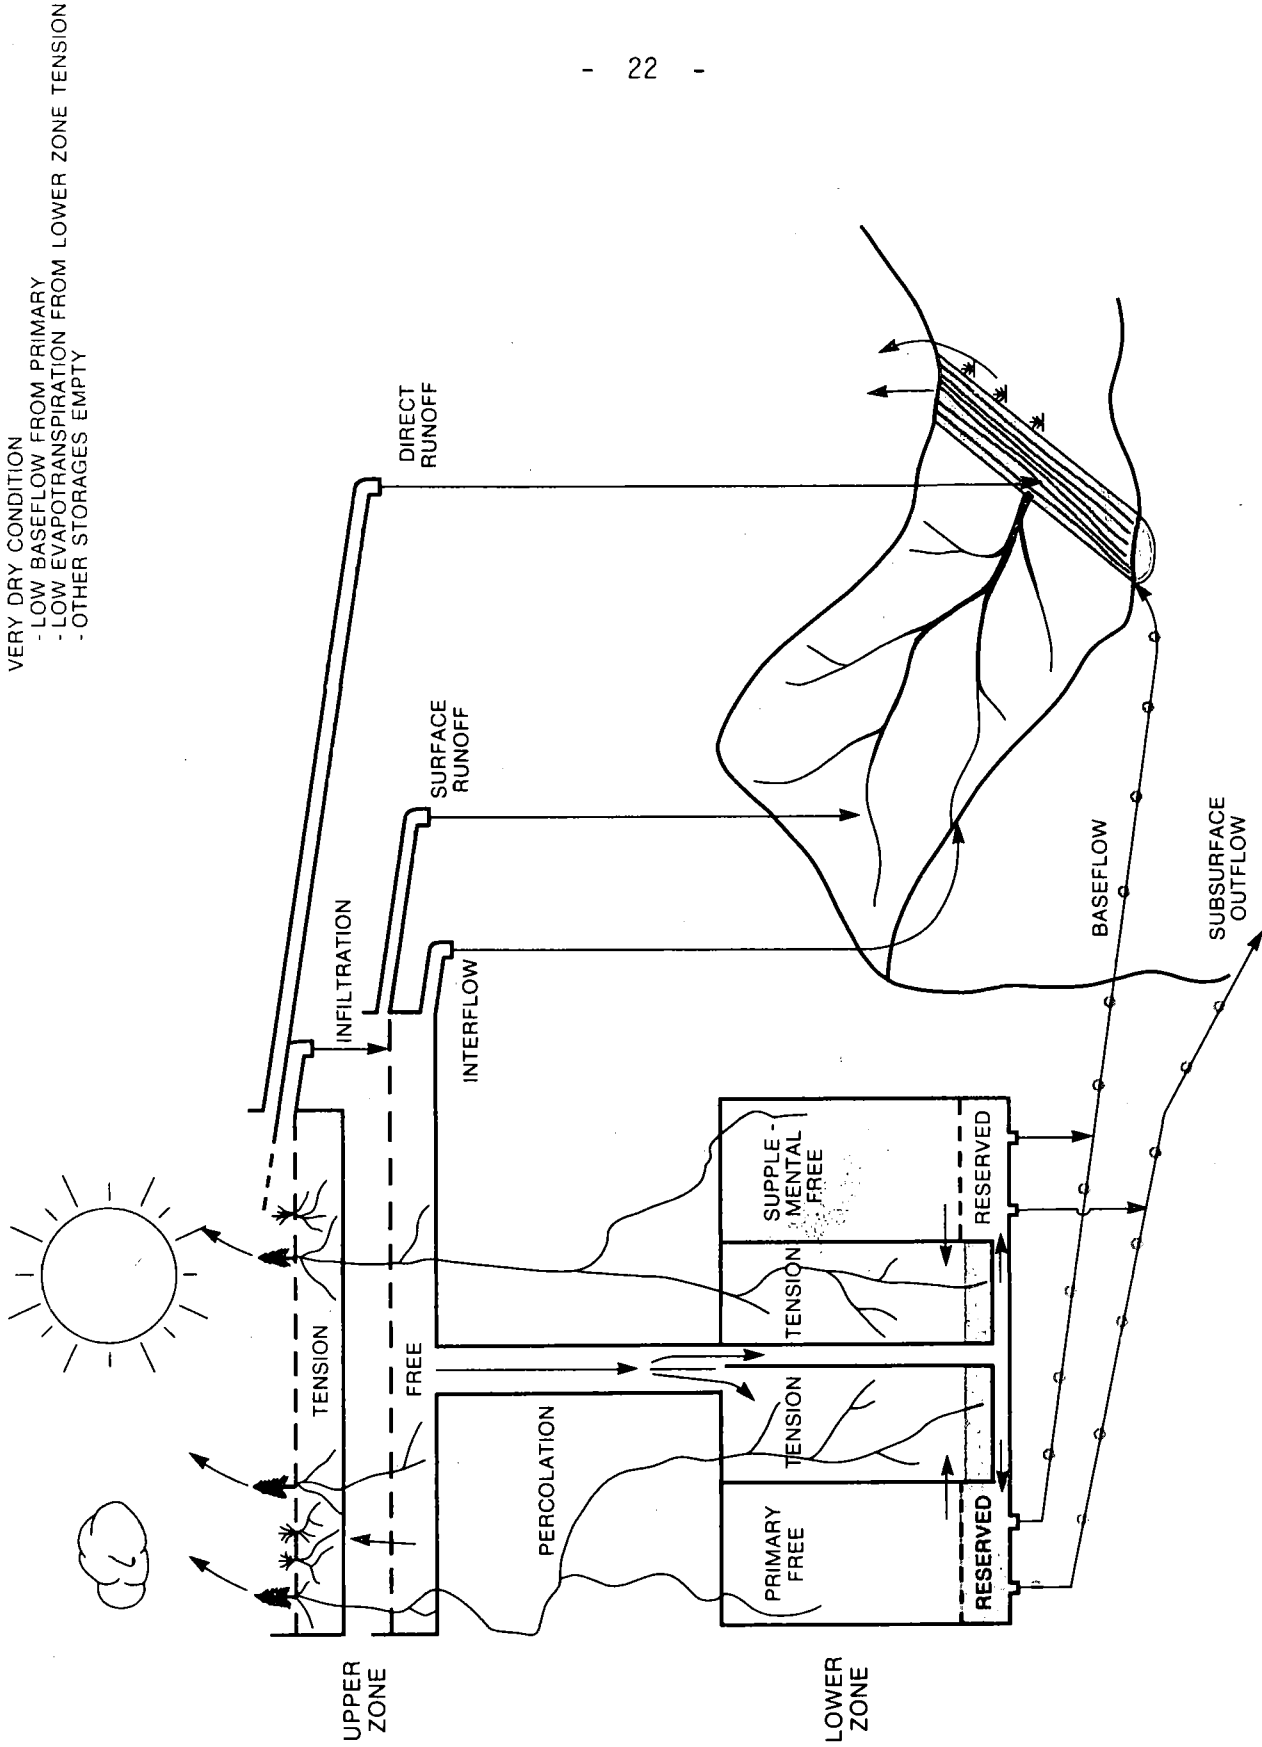 - 22 -
VERY DRY CONDITION
- LOW BASEFLOW FROM PRIMARY
- LOW EVAPOTRANSPIRATION FROM LOWER ZONE TENSION
- OTHER STORAGES EMPTY
DIRECT
RUNOFF
SURFACE
RUNOFF
INFILTRATION
INTERFLOW
UPPER
ZONE
TENSION
FREE
PERCOLATION
LOWER
ZONE
PRIMARY
FREE
TENSION
TENSION
SUPPLE-
MENTAL
FREE
RESERVED
RESERVED
BASEFLOW
SUBSURFACE
OUTFLOW